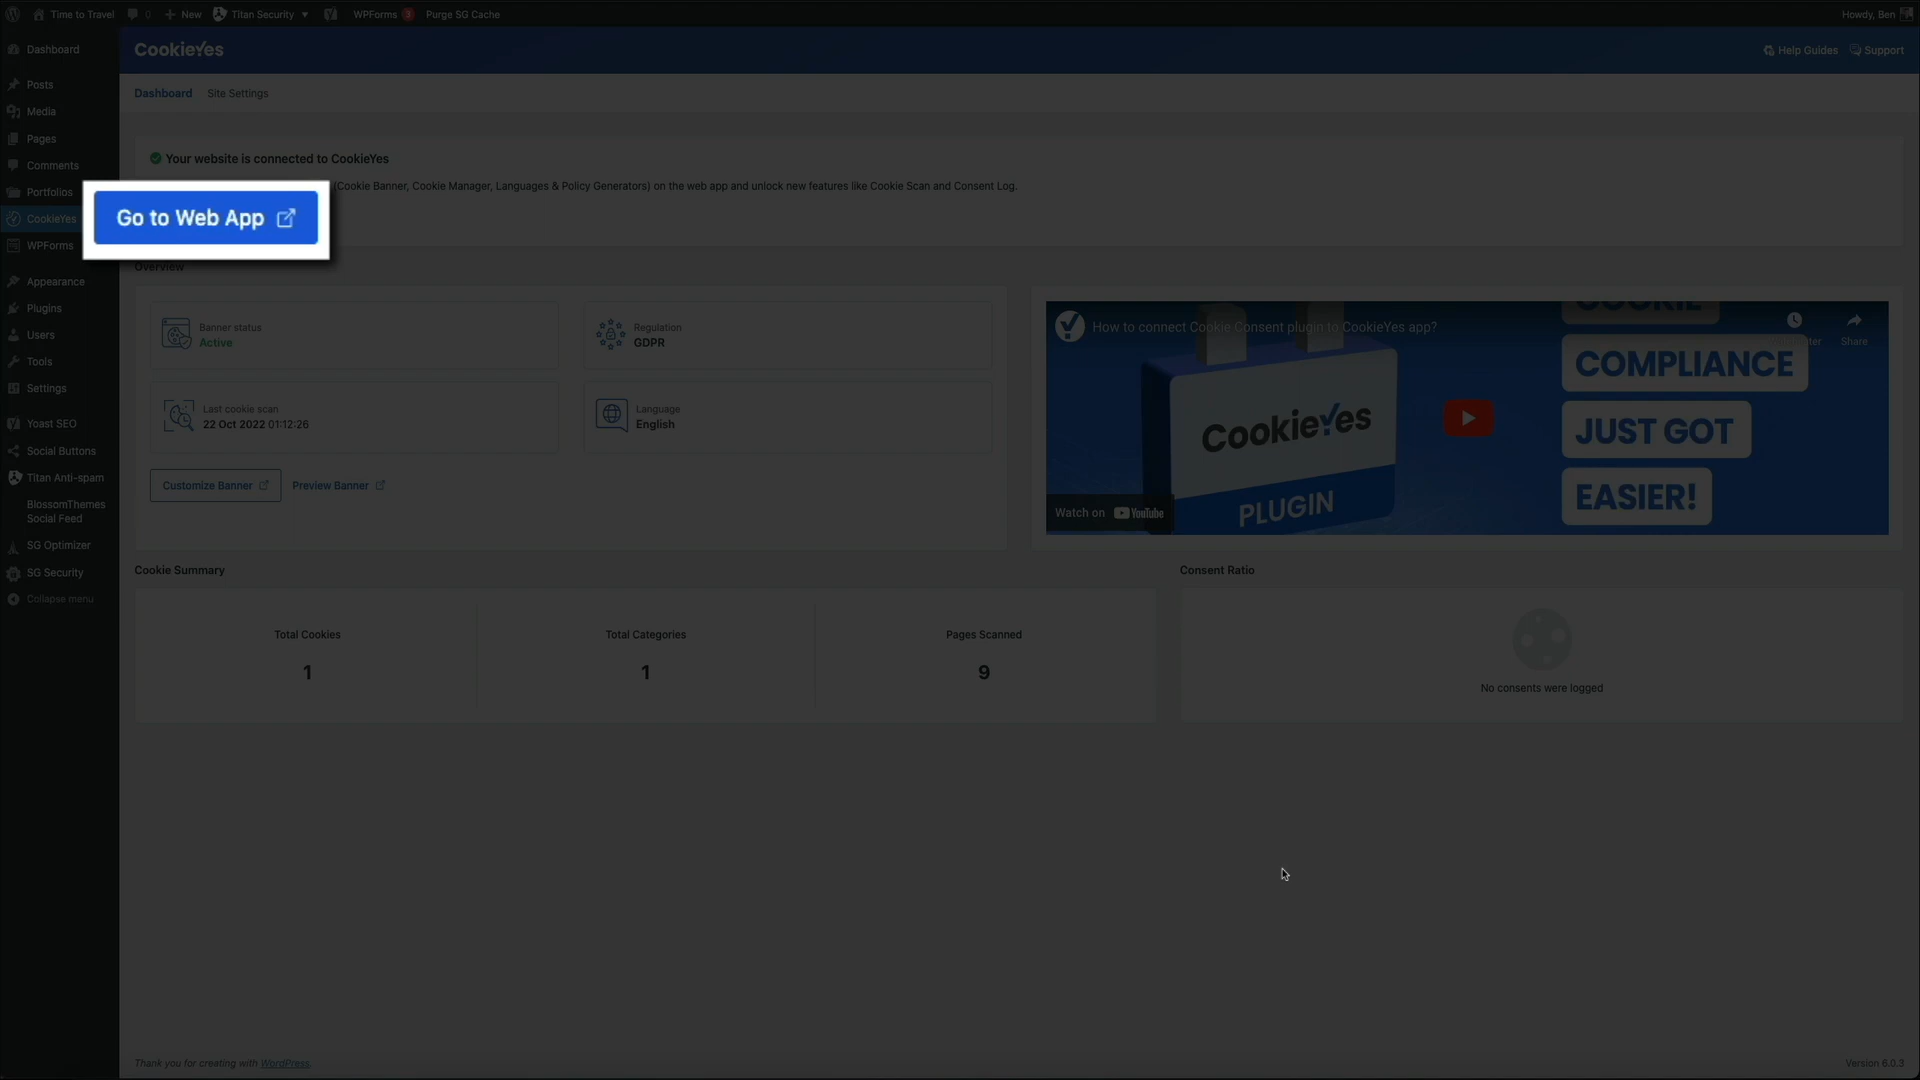 Time to Travel
0
New
Titan Security
WPForms 3
Purge SG Cache
Howdy, Ben
Dashboard
Posts
Media
Pages
Comments
Portfolios
CookieYes
WPForms
Appearance
Plugins
Users
Tools
Settings
Yoast SEO
Social Buttons
Titan Anti-spam
BlossomThemes
Social Feed
SG Optimizer
SG Security
Collapse menu
CookieYes
Help Guides
Support
Dashboard
Site Settings
Your website is connected to CookieYes
(Cookie Banner, Cookie Manager, Languages & Policy Generators) on the web app and unlock new features like Cookie Scan and Consent Log.
Go to Web App
Overview
Banner status
Active
Regulation
GDPR
Last cookie scan
22 Oct 2022 01:12:26
Language
English
Customize Banner
Preview Banner
How to connect Cookie Consent plugin to CookieYes app?
Share
COOKIE
COMPLIANCE
JUST GOT
EASIER!
CookieYes
PLUGIN
Watch on YouTube
Cookie Summary
Total Cookies
1
Total Categories
1
Pages Scanned
9
Consent Ratio
No consents were logged
Thank you for creating with WordPress.
Version 6.0.3